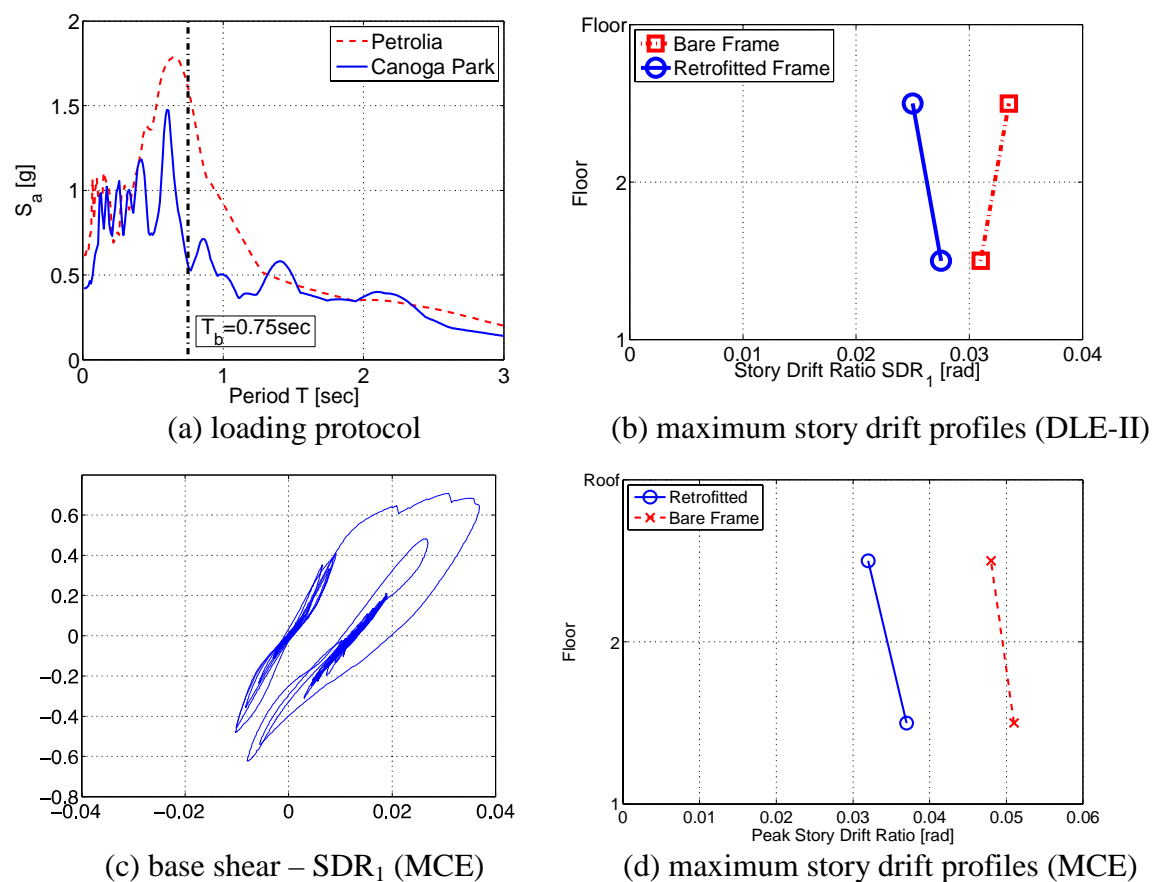 2
1.5
1
0.5
0
S_a [g]
Petrolia
Canoga Park
T_b=0.75sec
0 1 2 3
Period T [sec]
(a) loading protocol
Floor
2
1
Floor
Bare Frame
Retrofitted Frame
0 0.01 0.02 0.03 0.04
Story Drift Ratio SDR_1 [rad]
(b) maximum story drift profiles (DLE-II)
0.6
0.4
0.2
0
−0.2
−0.4
−0.6
−0.8
−0.04 −0.02 0 0.02 0.04
(c) base shear – SDR1 (MCE)
Roof
2
1
Floor
Retrofitted
Bare Frame
0 0.01 0.02 0.03 0.04 0.05 0.06
Peak Story Drift Ratio [rad]
(d) maximum story drift profiles (MCE)